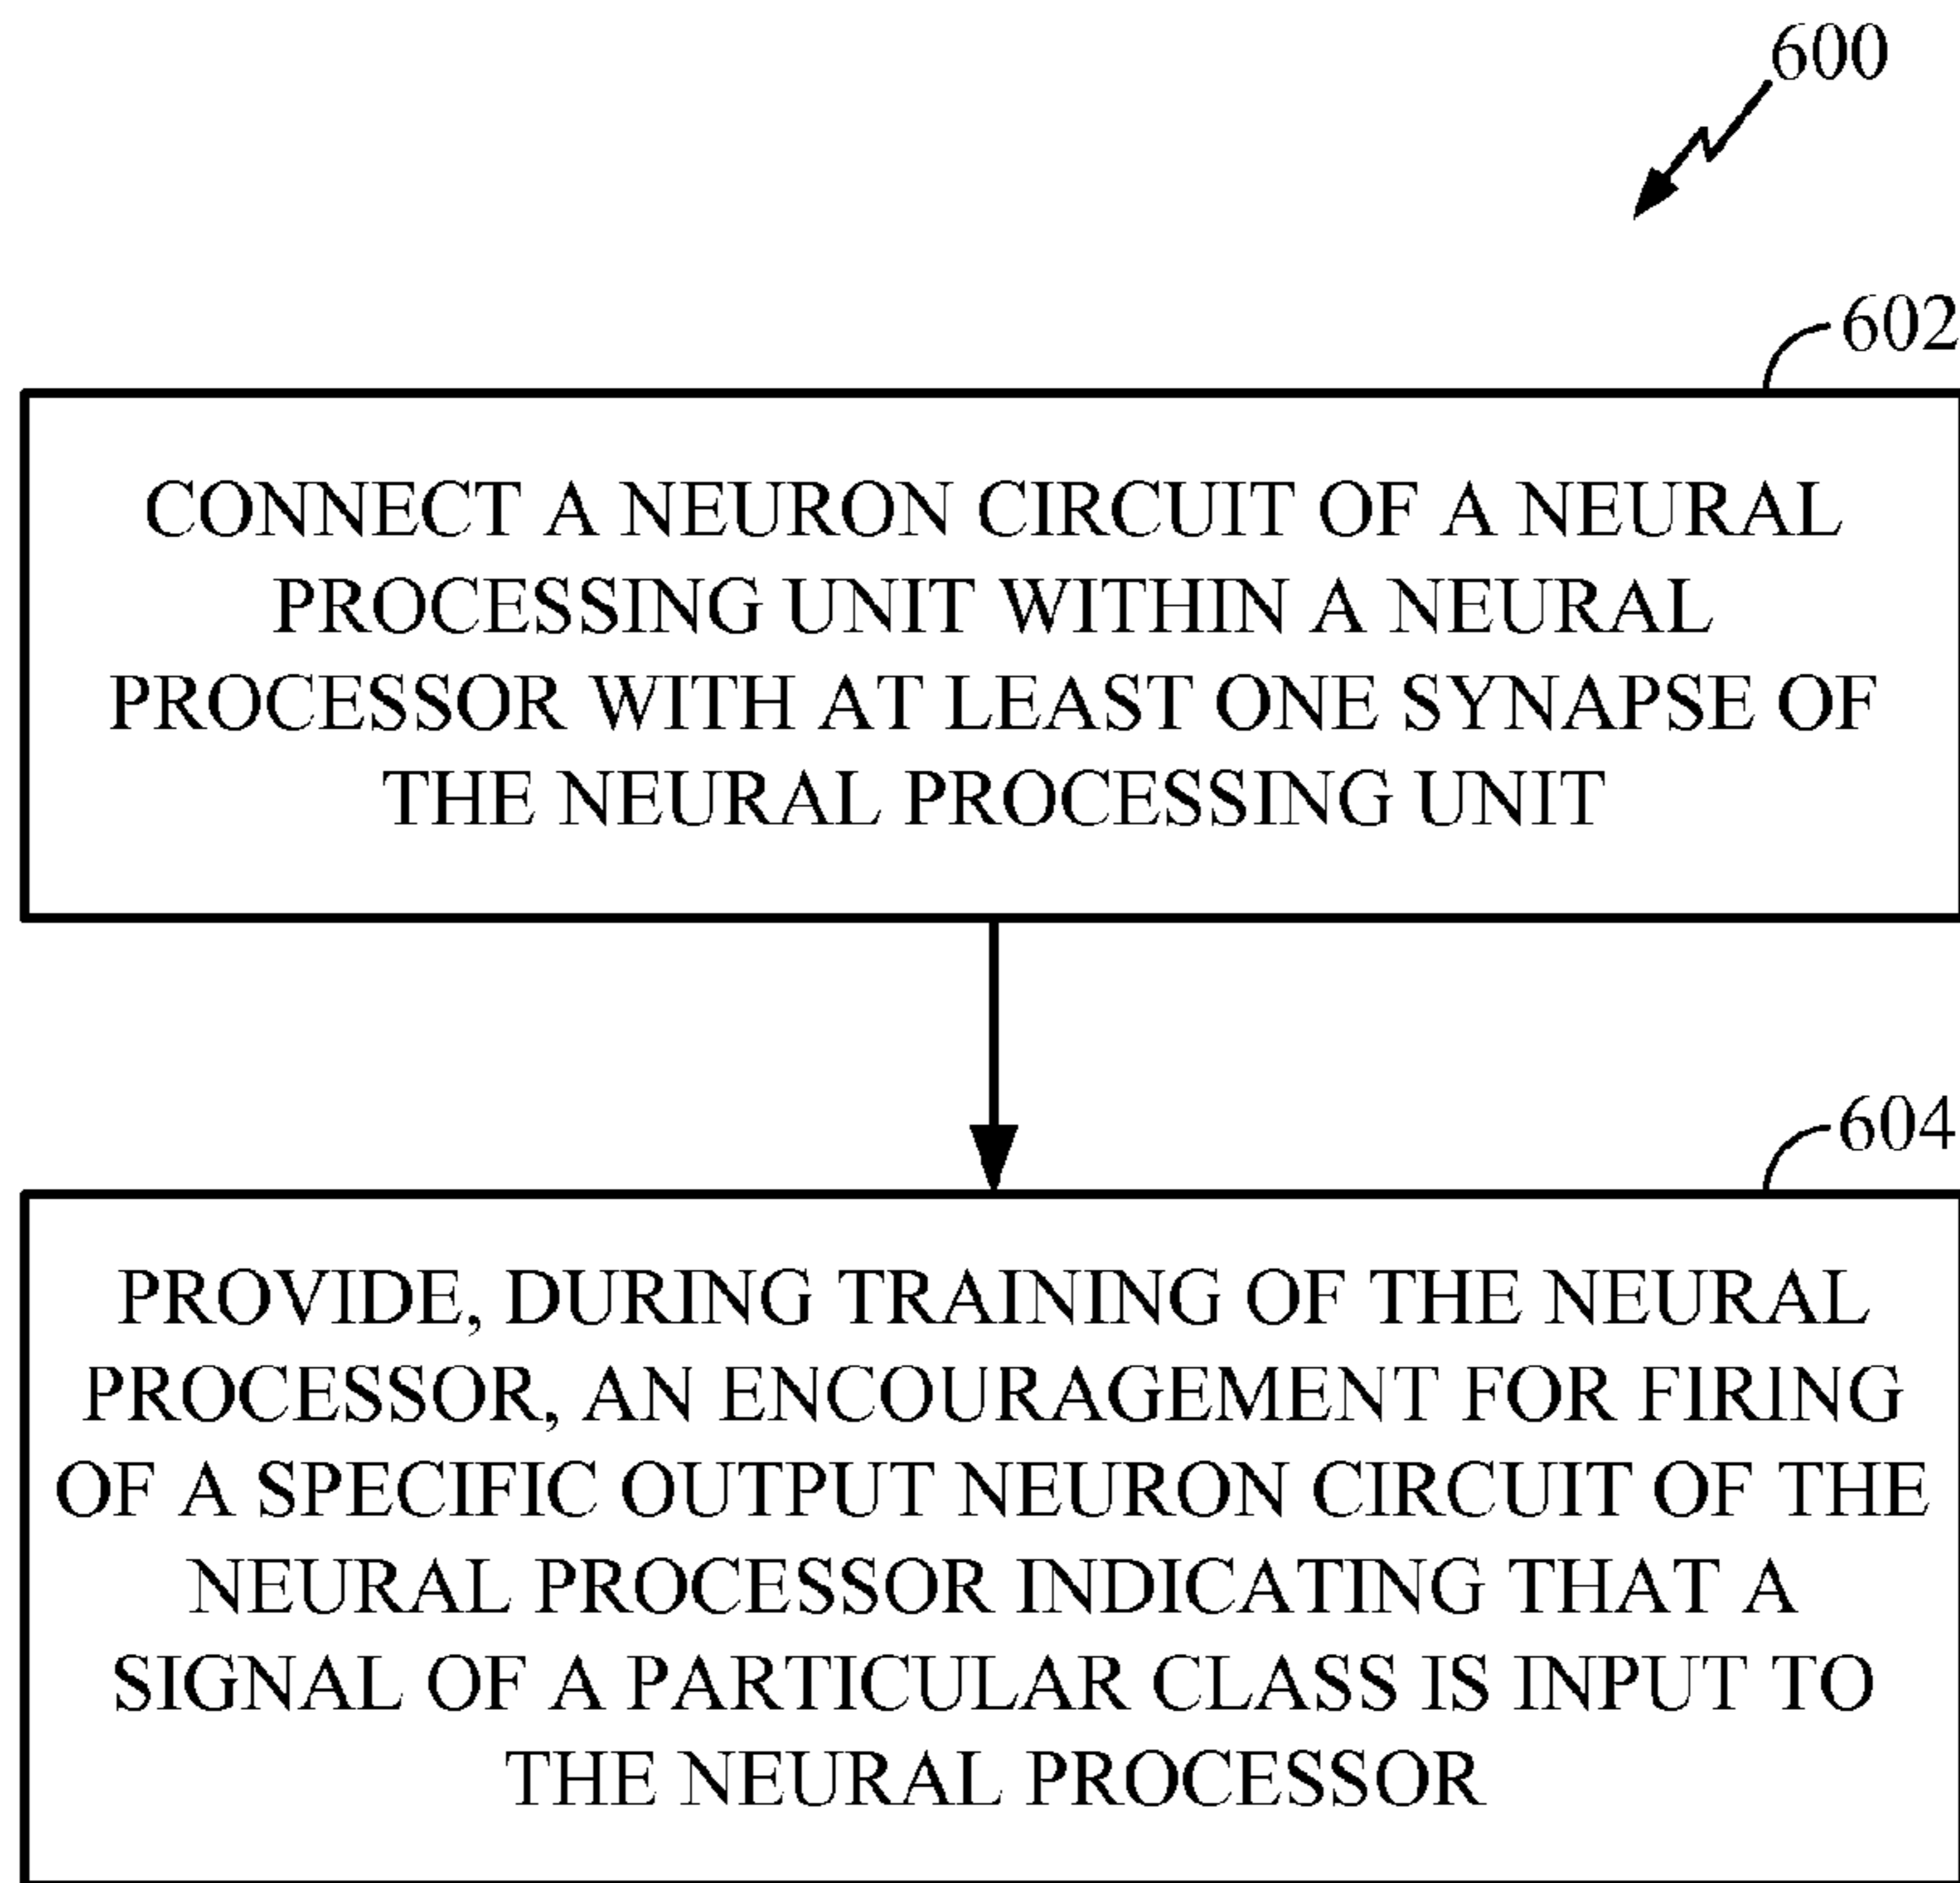 600
602
CONNECT A NEURON CIRCUIT OF A NEURAL
PROCESSING UNIT WITHIN A NEURAL
PROCESSOR WITH AT LEAST ONE SYNAPSE OF
THE NEURAL PROCESSING UNIT
604
PROVIDE, DURING TRAINING OF THE NEURAL
PROCESSOR, AN ENCOURAGEMENT FOR FIRING
OF A SPECIFIC OUTPUT NEURON CIRCUIT OF THE
NEURAL PROCESSOR INDICATING THAT A
SIGNAL OF A PARTICULAR CLASS IS INPUT TO
THE NEURAL PROCESSOR